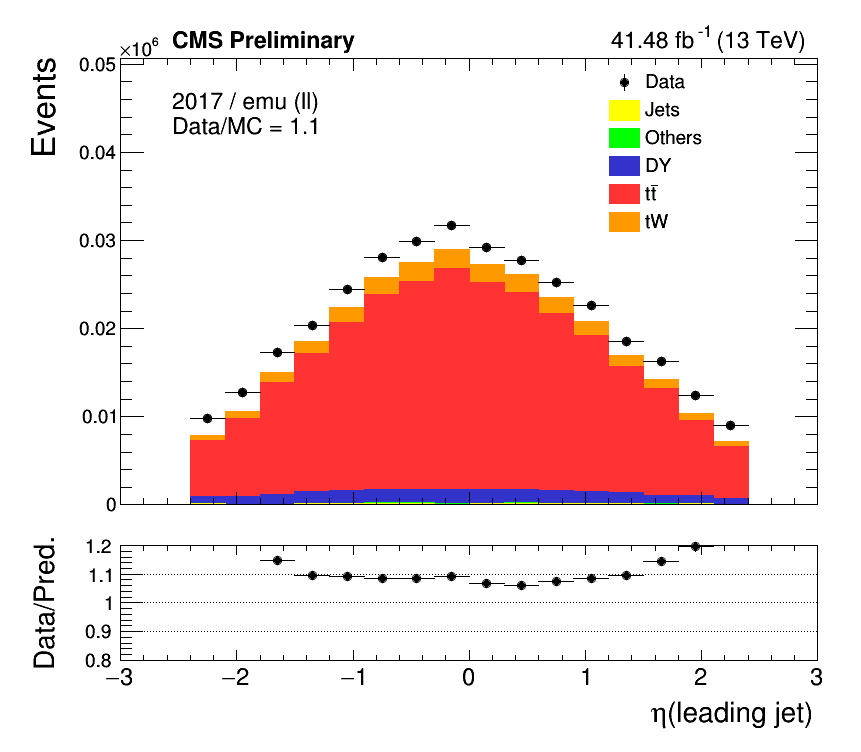 ×10⁶ CMS Preliminary 41.48 fb⁻¹ (13 TeV)
Events
0.05
0.04
0.03
0.02
0.01
0
2017 / emu (ll)
Data/MC = 1.1
Data
Jets
Others
DY
tt̄
tW
Data/Pred.
1.2
1.1
1
0.9
0.8
−3 −2 −1 0 1 2 3
η(leading jet)